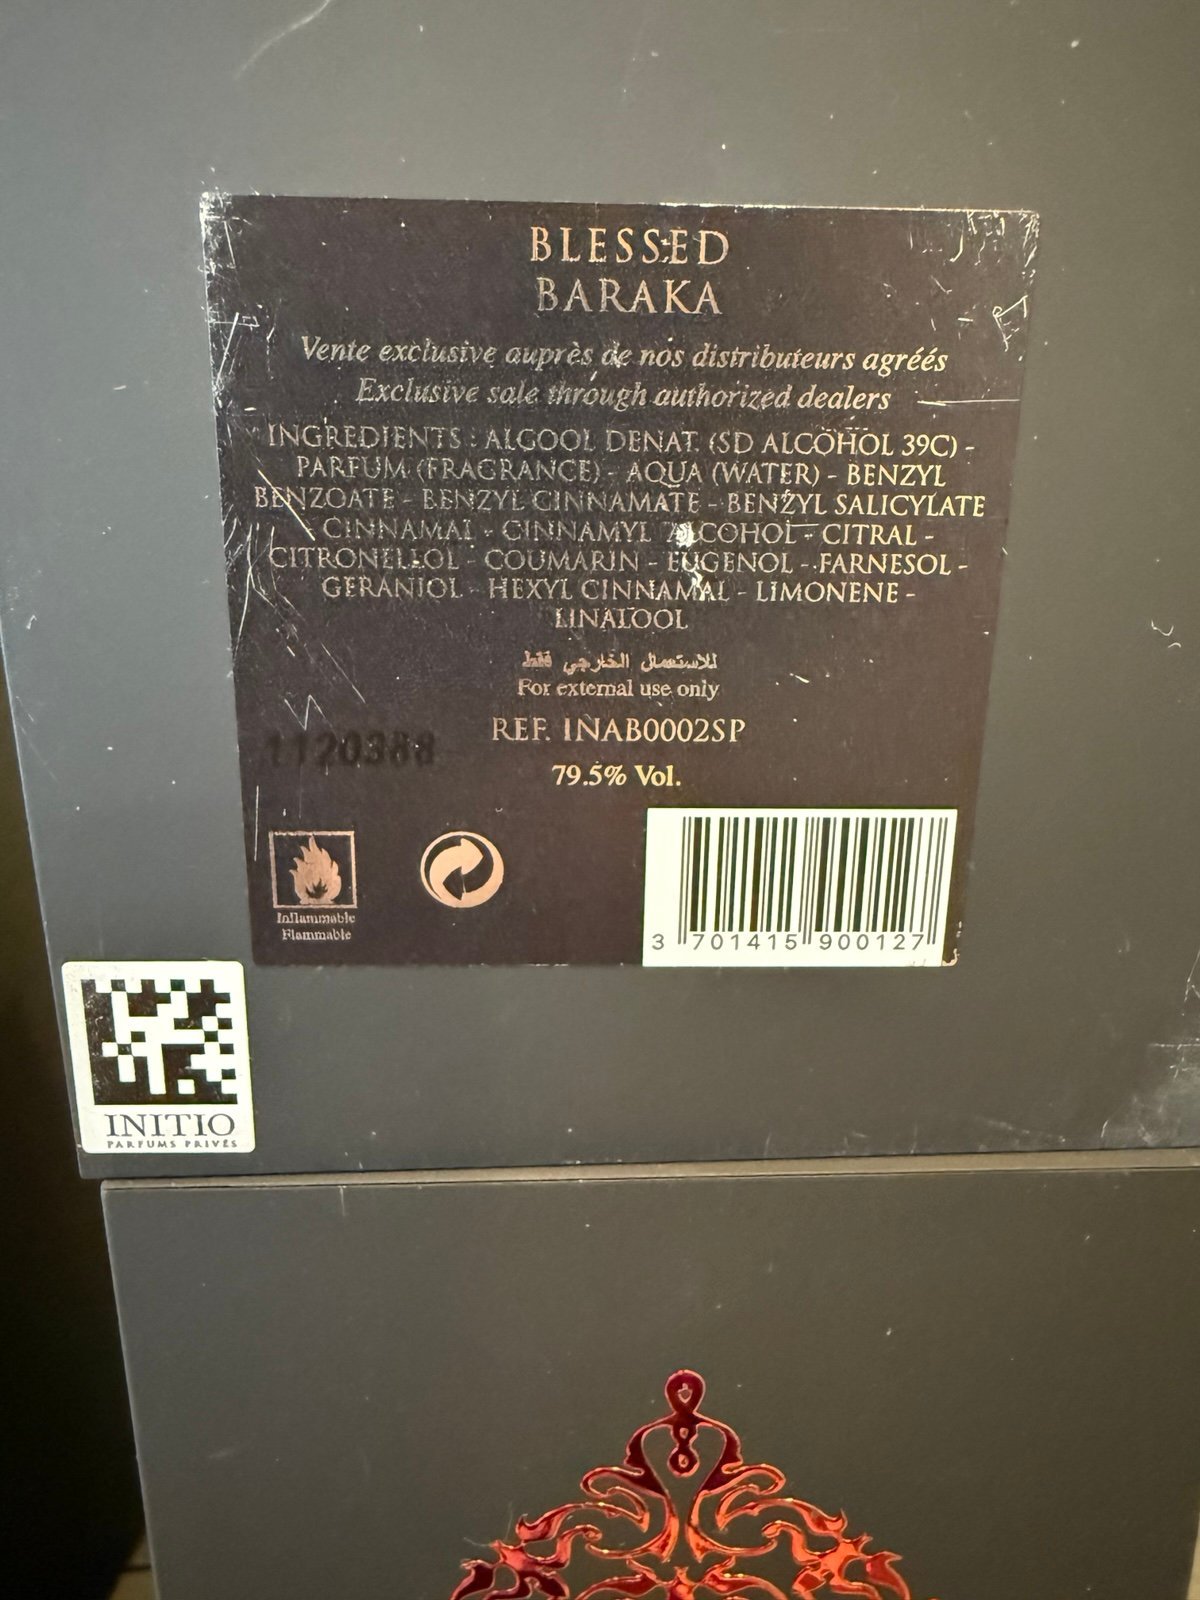 BLESSED
BARAKA
Vente exclusive auprès de nos distributeurs agréés
Exclusive sale through authorized dealers
INGREDIENTS : ALCOOL DENAT. (SD ALCOHOL 39C) -
PARFUM (FRAGRANCE) - AQUA (WATER) - BENZYL
BENZOATE - BENZYL CINNAMATE - BENZYL SALICYLATE
- CINNAMAL - CINNAMYL ALCOHOL - CITRAL -
CITRONELLOL - COUMARIN - EUGENOL - FARNESOL -
GERANIOL - HEXYL CINNAMAL - LIMONENE -
LINALOOL
للاستعمال الخارجي فقط
For external use only
REF. INAB0002SP
1120388
79.5% Vol.
Inflammable
Flammable
3 701415 900127
INITIO
PARFUMS PRIVÉS